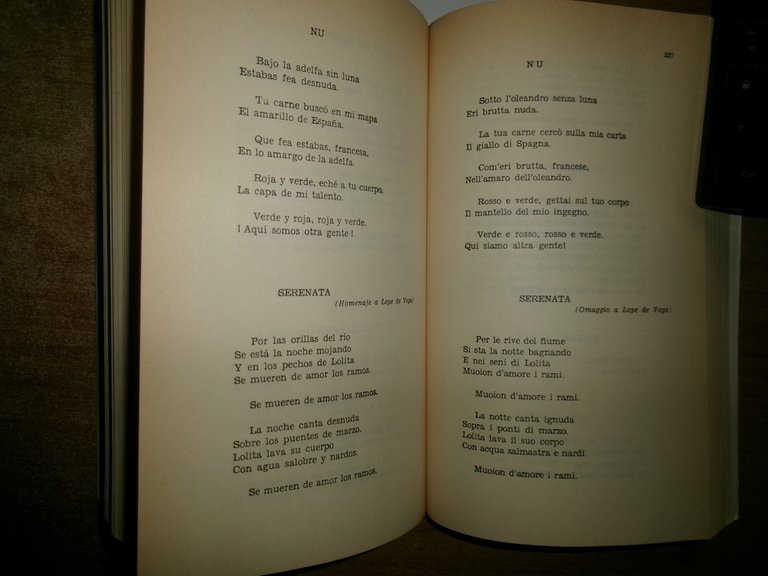 NU
Bajo la adelfa sin luna
Estabas fea desnuda.
Tu carne buscó en mi mapa
El amarillo de España.
Que fea estabas, francesa,
En lo amargo de la adelfa.
Roja y verde, eché a tu cuerpo.
La capa de mi talento.
Verde y roja, roja y verde.
¡ Aqui somos otra gente !
SERENATA
(Homenaje a Lope de Vega)
Por las orillas del río
Se está la noche mojando
Y en los pechos de Lolita
Se mueren de amor los ramos.
Se mueren de amor los ramos.
La noche canta desnuda
Sobre los puentes de marzo.
Lolita lava su cuerpo
Con agua salobre y nardos.
Se mueren de amor los ramos.
NU
Sotto l'oleandro senza luna
Eri brutta nuda.
La tua carne cercò sulla mia carta
Il giallo di Spagna.
Com'eri brutta, francese,
Nell'amaro dell'oleandro.
Rosso e verde, gettai sul tuo corpo
Il mantello del mio ingegno.
Verde e rosso, rosso e verde.
Qui siamo altra gente !
SERENATA
(Omaggio a Lope de Vega)
Per le rive del fiume
Si sta la notte bagnando
E nei seni di Lolita
Muoion d'amore i rami.
Muoion d'amore i rami.
La notte canta ignuda
Sopra i ponti di marzo.
Lolita lava il suo corpo
Con acqua salmastra e nardi.
Muoion d'amore i rami.